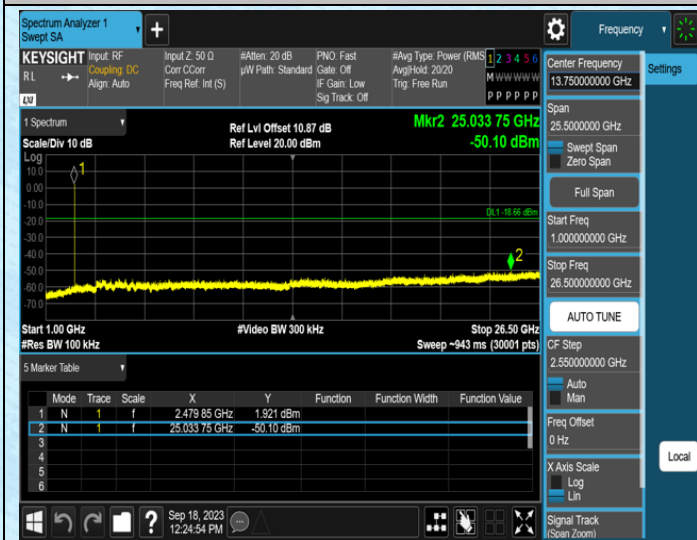 Spectrum Analyzer 1
Swept SA
Frequency
KEYSIGHT
RL
Input: RF
Coupling: DC
Align: Auto
Input Z: 50 Ω
Corr CCorr
Freq Ref: Int (S)
#Atten: 20 dB
µW Path: Standard
PNO: Fast
Gate: Off
IF Gain: Low
Sig Track: Off
#Avg Type: Power (RMS
Avg|Hold: 20/20
Trig: Free Run
1 2 3 4 5 6
M W W W W W
P P P P P P
LXI
1 Spectrum
Scale/Div 10 dB
Ref Lvl Offset 10.87 dB
Ref Level 20.00 dBm
Mkr2 25.033 75 GHz
-50.10 dBm
Log
10.0
0.00
-10.0
-20.0
-30.0
-40.0
-50.0
-60.0
-70.0
1
DL1 -18.66 dBm
2
Start 1.00 GHz
#Res BW 100 kHz
#Video BW 300 kHz
Stop 26.50 GHz
Sweep ~943 ms (30001 pts)
5 Marker Table
Mode Trace Scale X Y Function Function Width Function Value
1 N 1 f 2.479 85 GHz 1.921 dBm
2 N 1 f 25.033 75 GHz -50.10 dBm
3
4
5
6
Sep 18, 2023
12:24:54 PM
Center Frequency
13.750000000 GHz
Settings
Span
25.5000000 GHz
Swept Span
Zero Span
Full Span
Start Freq
1.000000000 GHz
Stop Freq
26.500000000 GHz
AUTO TUNE
CF Step
2.550000000 GHz
Auto
Man
Freq Offset
0 Hz
X Axis Scale
Log
Lin
Signal Track
(Span Zoom)
Local